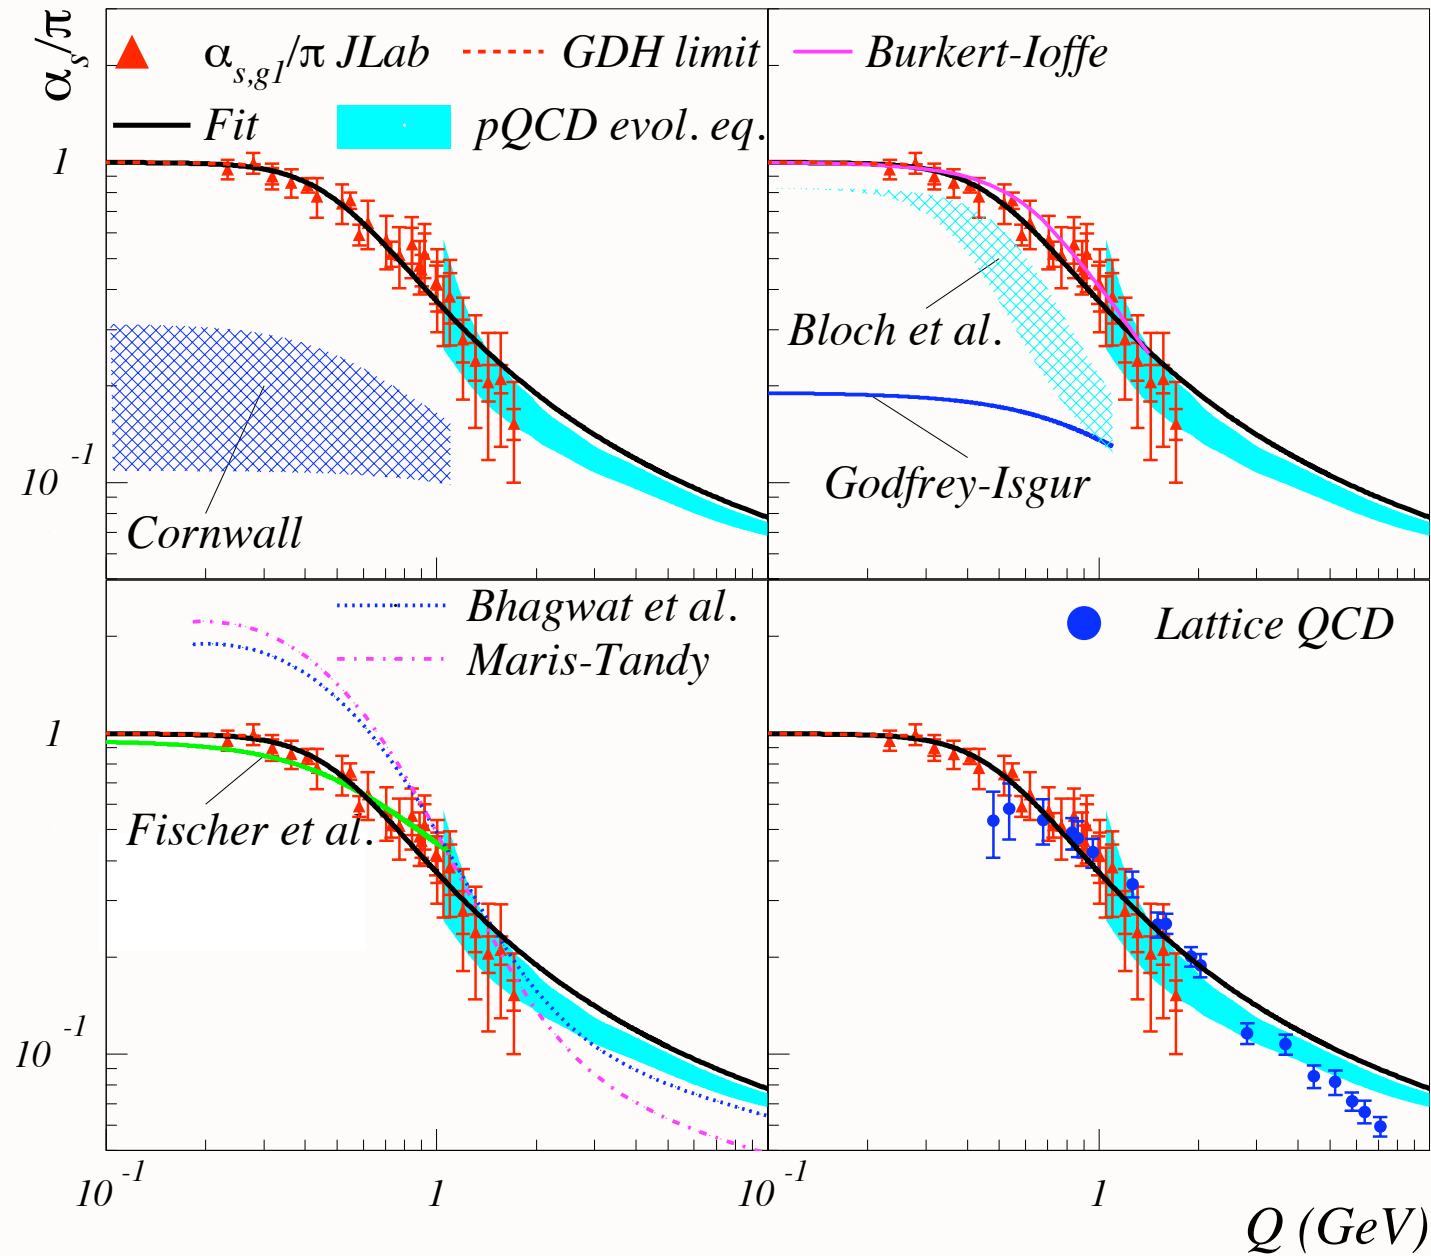 α_s/π
α_{s,g1}/π JLab
GDH limit
Burkert-Ioffe
Fit
pQCD evol. eq.
1
Bloch et al.
10^{-1}
Godfrey-Isgur
Cornwall
Bhagwat et al.
Maris-Tandy
Lattice QCD
1
Fischer et al.
10^{-1}
10^{-1}
1
10^{-1}
1
Q (GeV)